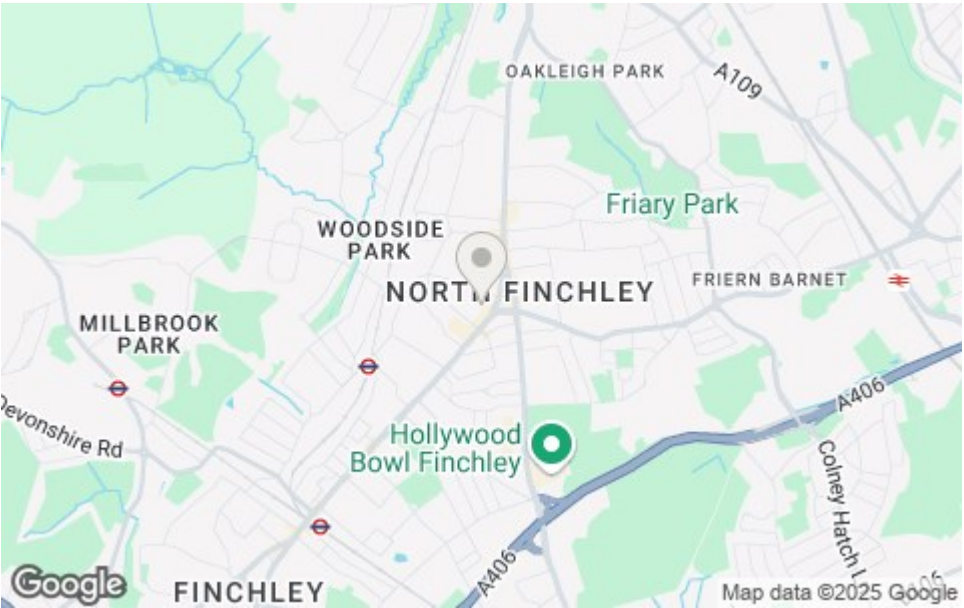 OAKLEIGH PARK
A109
Friary Park
WOODSIDE
PARK
NORTH FINCHLEY
FRIERN BARNET
MILLBROOK
PARK
A406
Devonshire Rd
Hollywood
Bowl Finchley
Colney Hatch L
A406
Google
FINCHLEY
Map data ©2025 Google